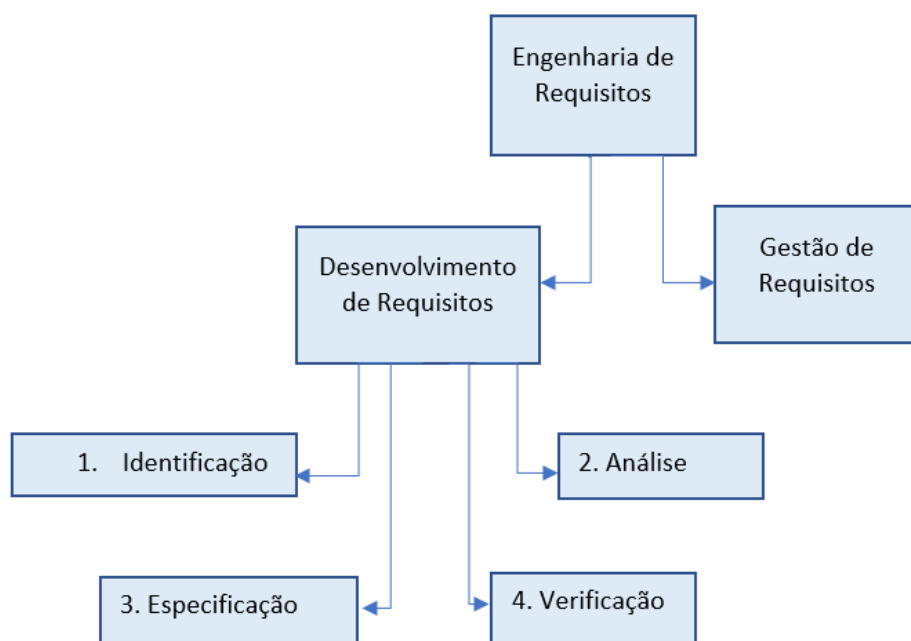 Engenharia de
Requisitos
Gestão de
Requisitos
Desenvolvimento
de Requisitos
1. Identificação
2. Análise
3. Especificação
4. Verificação